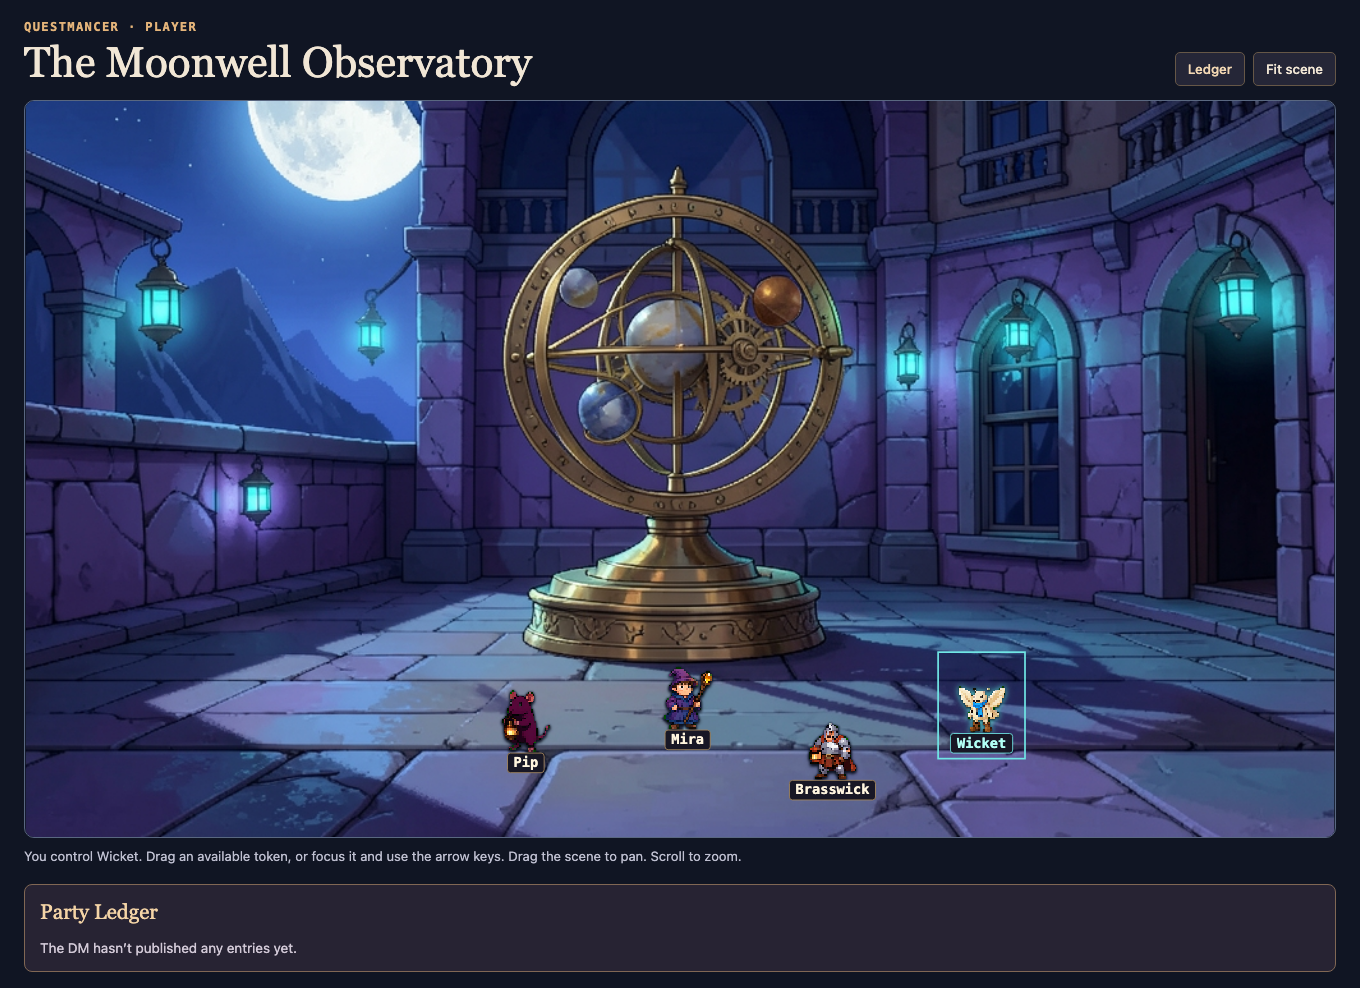 QUESTMANCER · PLAYER
The Moonwell Observatory
Ledger
Fit scene
Mira
Wicket
Pip
Brasswick
You control Wicket. Drag an available token, or focus it and use the arrow keys. Drag the scene to pan. Scroll to zoom.
Party Ledger
The DM hasn’t published any entries yet.